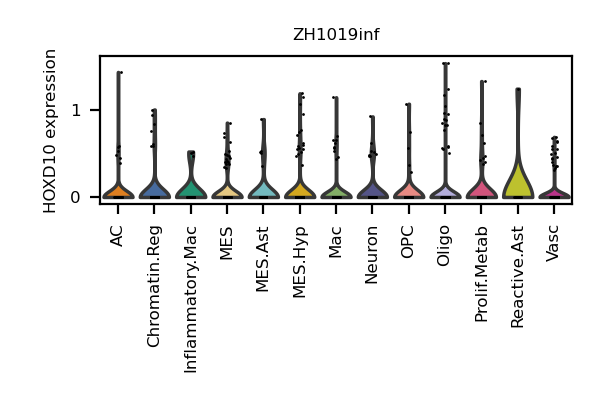 ZH1019inf
HOXD10 expression
1
0
AC
Chromatin.Reg
Inflammatory.Mac
MES
MES.Ast
MES.Hyp
Mac
Neuron
OPC
Oligo
Prolif.Metab
Reactive.Ast
Vasc